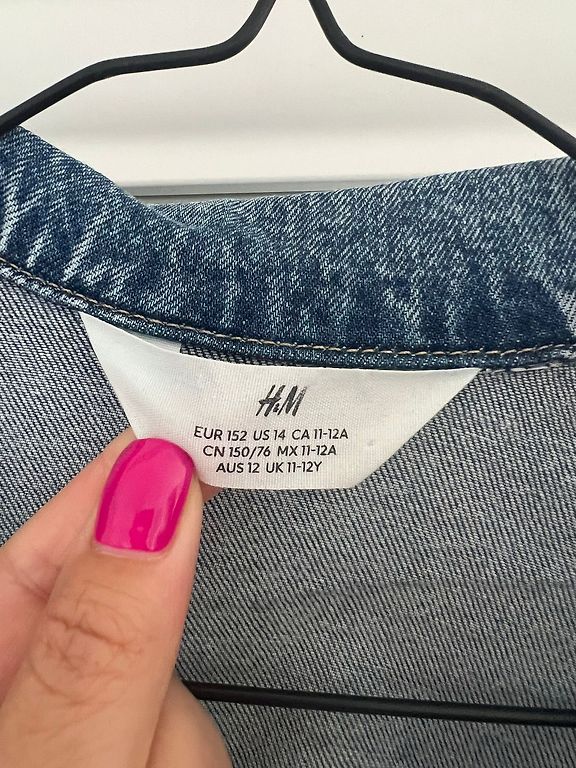 H&M
EUR 152 US 14 CA 11-12A
CN 150/76 MX 11-12A
AUS 12 UK 11-12Y